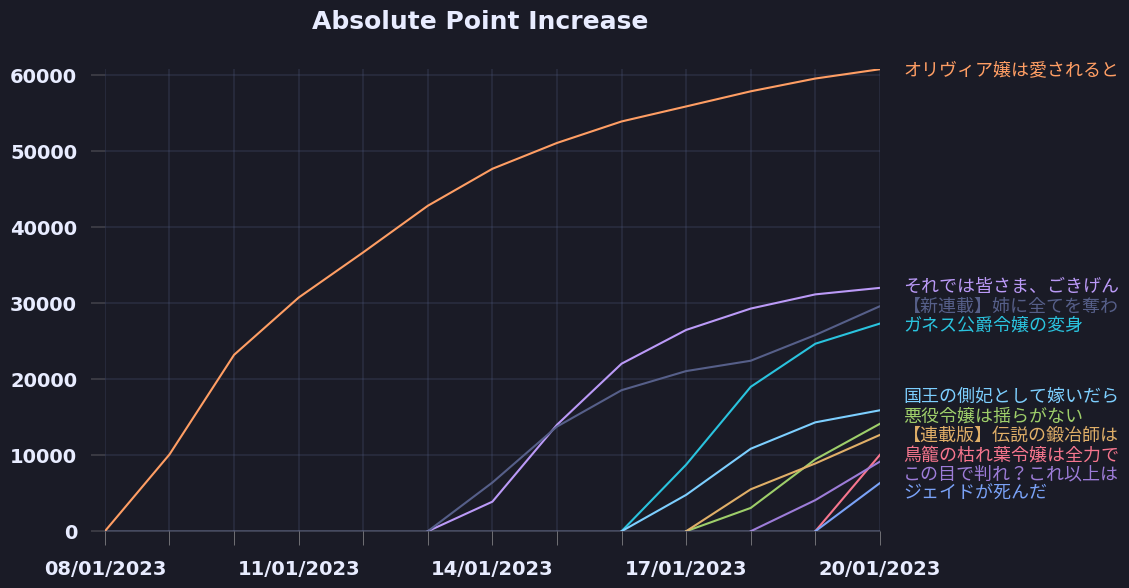 Absolute Point Increase
60000
50000
40000
30000
20000
10000
0
08/01/2023
11/01/2023
14/01/2023
17/01/2023
20/01/2023
オリヴィア嬢は愛されると
それでは皆さま、ごきげん
【新連載】姉に全てを奪わ
ガネス公爵令嬢の変身
国王の側妃として嫁いだら
悪役令嬢は揺らがない
【連載版】伝説の鍛冶師は
鳥籠の枯れ葉令嬢は全力で
この目で判れ？これ以上は
ジェイドが死んだ